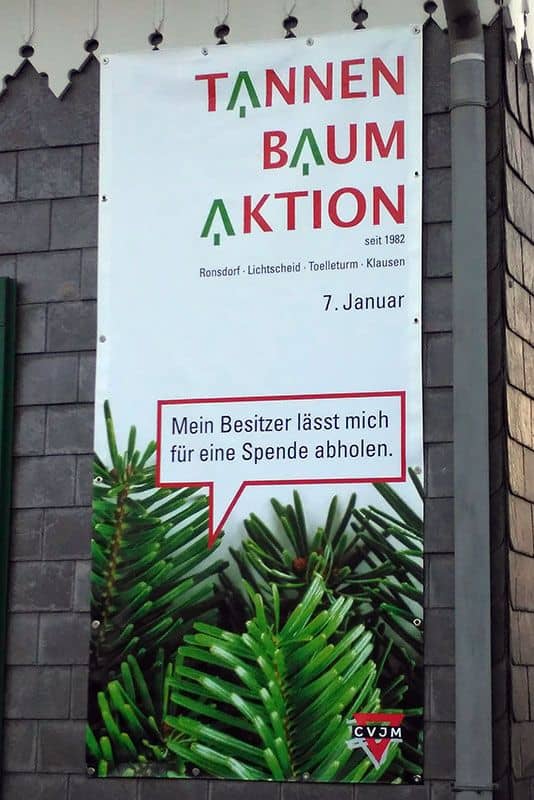 TANNEN
BAUM
AKTION
seit 1982
Ronsdorf · Lichtscheid · Toelleturm · Klausen
7. Januar
Mein Besitzer lässt mich
für eine Spende abholen.
CVJM